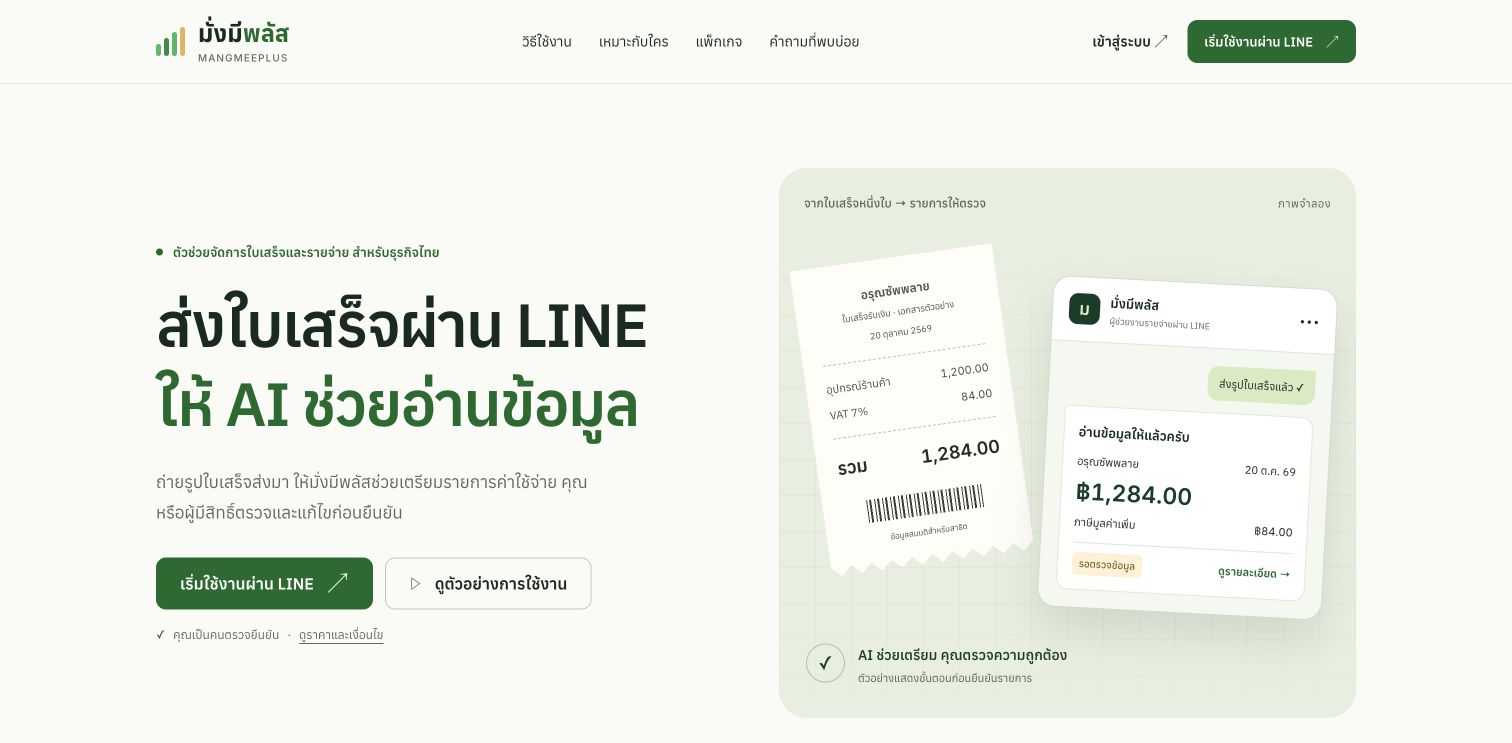 มั่งมีพลัส
MANGMEEPLUS
วิธีใช้งาน
เหมาะกับใคร
แพ็กเกจ
คำถามที่พบบ่อย
เข้าสู่ระบบ ↗
เริ่มใช้งานผ่าน LINE ↗
ตัวช่วยจัดการใบเสร็จและรายจ่าย สำหรับธุรกิจไทย
ส่งใบเสร็จผ่าน LINE
ให้ AI ช่วยอ่านข้อมูล
ถ่ายรูปใบเสร็จส่งมา ให้มั่งมีพลัสช่วยเตรียมรายการค่าใช้จ่าย คุณ
หรือผู้มีสิทธิ์ตรวจและแก้ไขก่อนยืนยัน
เริ่มใช้งานผ่าน LINE ↗
ดูตัวอย่างการใช้งาน
✓ คุณเป็นคนตรวจยืนยัน · ดูราคาและเงื่อนไข
จากใบเสร็จหนึ่งใบ → รายการให้ตรวจ
ภาพจำลอง
อรุณซัพพลาย
ใบเสร็จรับเงิน · เอกสารตัวอย่าง
20 ตุลาคม 2569
อุปกรณ์ร้านค้า 1,200.00
VAT 7% 84.00
รวม 1,284.00
ข้อมูลสมมติสำหรับสาธิต
ม
มั่งมีพลัส
ผู้ช่วยงานรายจ่ายผ่าน LINE
ส่งรูปใบเสร็จแล้ว ✓
อ่านข้อมูลให้แล้วครับ
อรุณซัพพลาย 20 ต.ค. 69
฿1,284.00
ภาษีมูลค่าเพิ่ม ฿84.00
รอตรวจข้อมูล
ดูรายละเอียด →
✓
AI ช่วยเตรียม คุณตรวจความถูกต้อง
ตัวอย่างแสดงขั้นตอนก่อนยืนยันรายการ